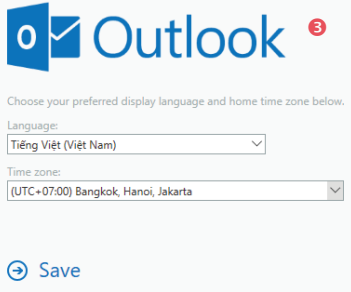 Outlook
3
Choose your preferred display language and home time zone below.
Language:
Tiếng Việt (Việt Nam)
Time zone:
(UTC+07:00) Bangkok, Hanoi, Jakarta
Save